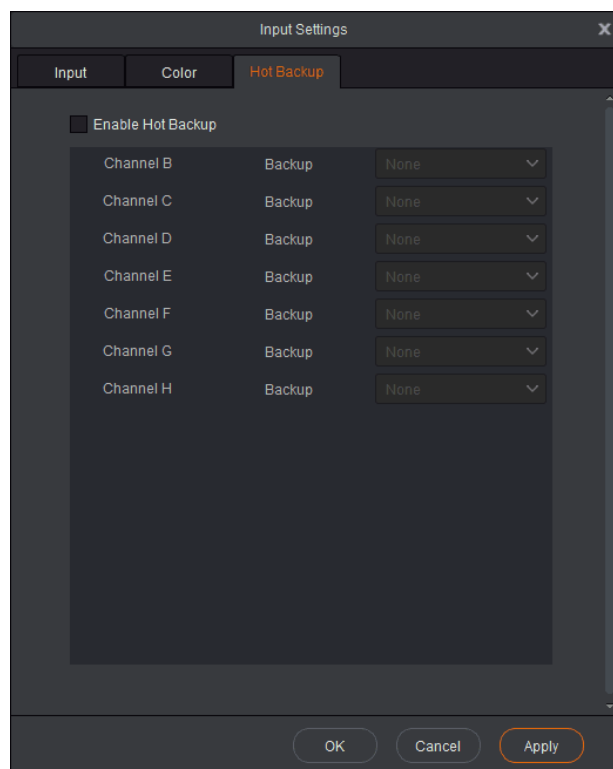 Input Settings
Input Color Hot Backup
Enable Hot Backup
Channel B Backup None
Channel C Backup None
Channel D Backup None
Channel E Backup None
Channel F Backup None
Channel G Backup None
Channel H Backup None
OK Cancel Apply